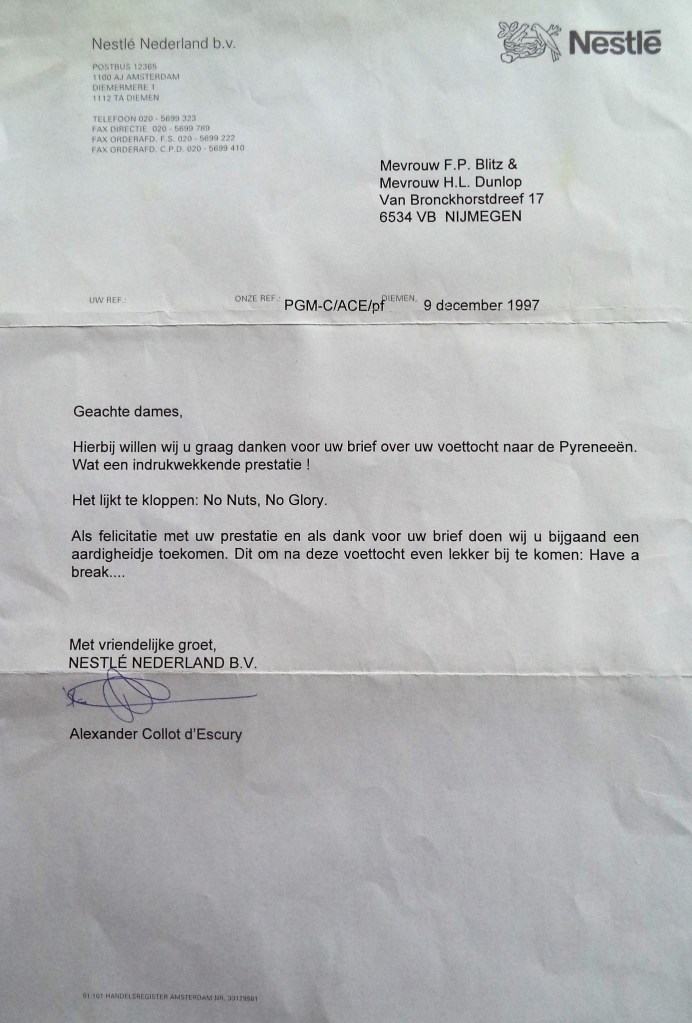 Nestlé Nederland b.v.
Nestlé
POSTBUS 12365
1100 AJ AMSTERDAM
DIEMERMERE 1
1112 TA DIEMEN
TELEFOON 020 - 5699 323
FAX DIRECTIE 020 - 5699 789
FAX ORDERAFD. F.S. 020 - 5699 222
FAX ORDERAFD. C.P.D. 020 - 5699 410
Mevrouw F.P. Blitz &
Mevrouw H.L. Dunlop
Van Bronckhorstdreef 17
6534 VB NIJMEGEN
UW REF.: ONZE REF.: PGM-C/ACE/pf DIEMEN, 9 december 1997
Geachte dames,
Hierbij willen wij u graag danken voor uw brief over uw voettocht naar de Pyreneeën.
Wat een indrukwekkende prestatie !
Het lijkt te kloppen: No Nuts, No Glory.
Als felicitatie met uw prestatie en als dank voor uw brief doen wij u bijgaand een
aardigheidje toekomen. Dit om na deze voettocht even lekker bij te komen: Have a
break....
Met vriendelijke groet,
NESTLÉ NEDERLAND B.V.
Alexander Collot d'Escury
HANDELSREGISTER AMSTERDAM NR.